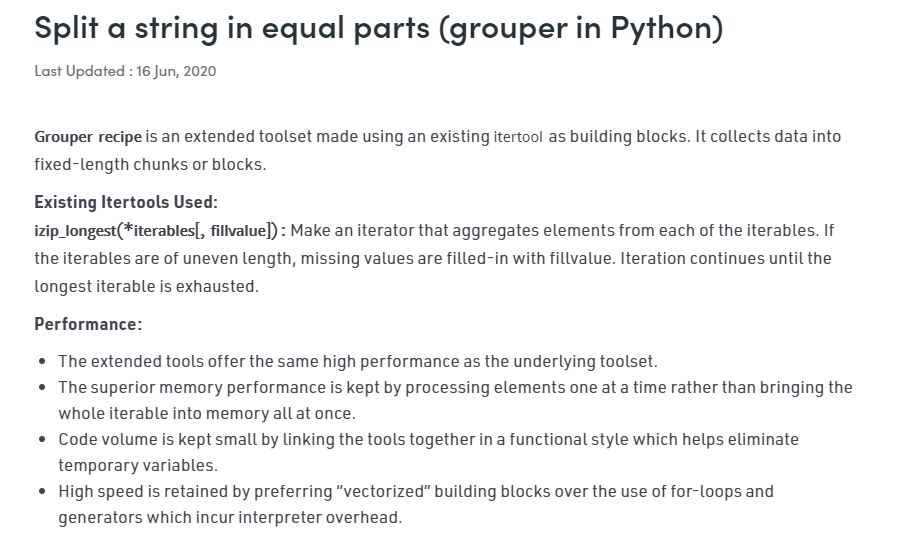 Split a string in equal parts (grouper in Python)
Last Updated : 16 Jun, 2020
Grouper recipe is an extended toolset made using an existing itertool as building blocks. It collects data into
fixed-length chunks or blocks.
Existing Itertools Used:
izip_longest(*iterables[, fillvalue]) : Make an iterator that aggregates elements from each of the iterables. If
the iterables are of uneven length, missing values are filled-in with fillvalue. Iteration continues until the
longest iterable is exhausted.
Performance:
• The extended tools offer the same high performance as the underlying toolset.
• The superior memory performance is kept by processing elements one at a time rather than bringing the
whole iterable into memory all at once.
• Code volume is kept small by linking the tools together in a functional style which helps eliminate
temporary variables.
• High speed is retained by preferring “vectorized” building blocks over the use of for-loops and
generators which incur interpreter overhead.